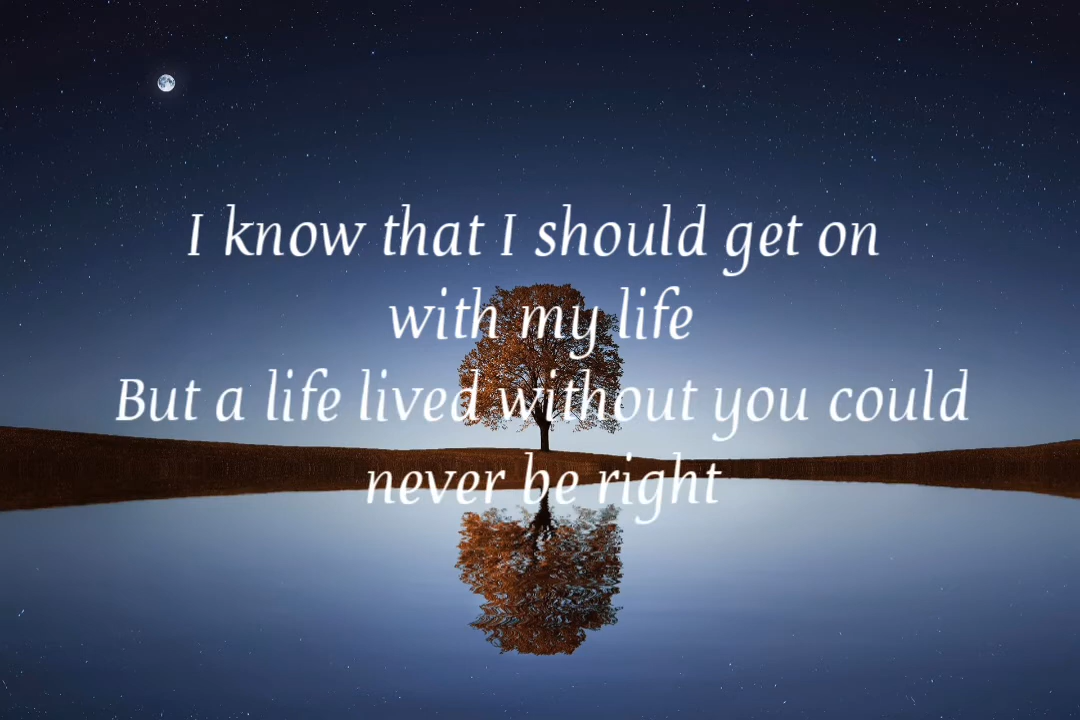 I know that I should get on
with my life
But a life lived without you could
never be right